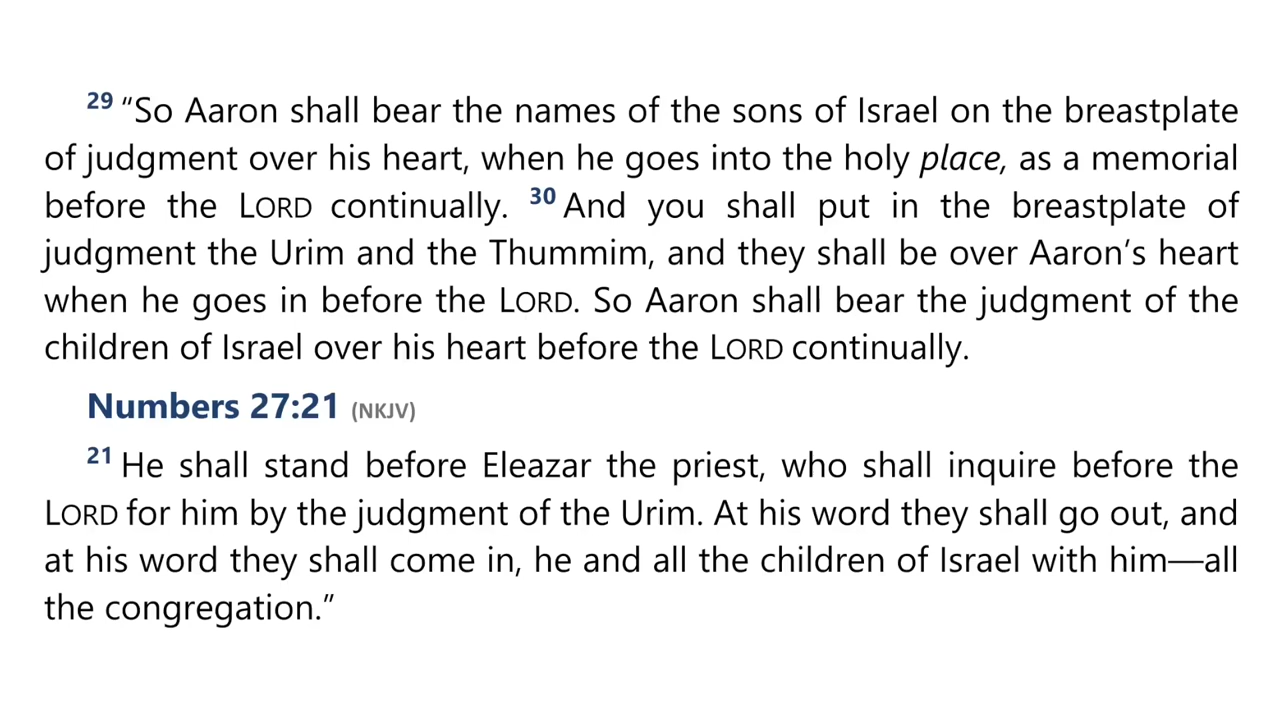 29 “So Aaron shall bear the names of the sons of Israel on the breastplate
of judgment over his heart, when he goes into the holy place, as a memorial
before the LORD continually. 30 And you shall put in the breastplate of
judgment the Urim and the Thummim, and they shall be over Aaron’s heart
when he goes in before the LORD. So Aaron shall bear the judgment of the
children of Israel over his heart before the LORD continually.
Numbers 27:21 (NKJV)
21 He shall stand before Eleazar the priest, who shall inquire before the
LORD for him by the judgment of the Urim. At his word they shall go out, and
at his word they shall come in, he and all the children of Israel with him—all
the congregation.”